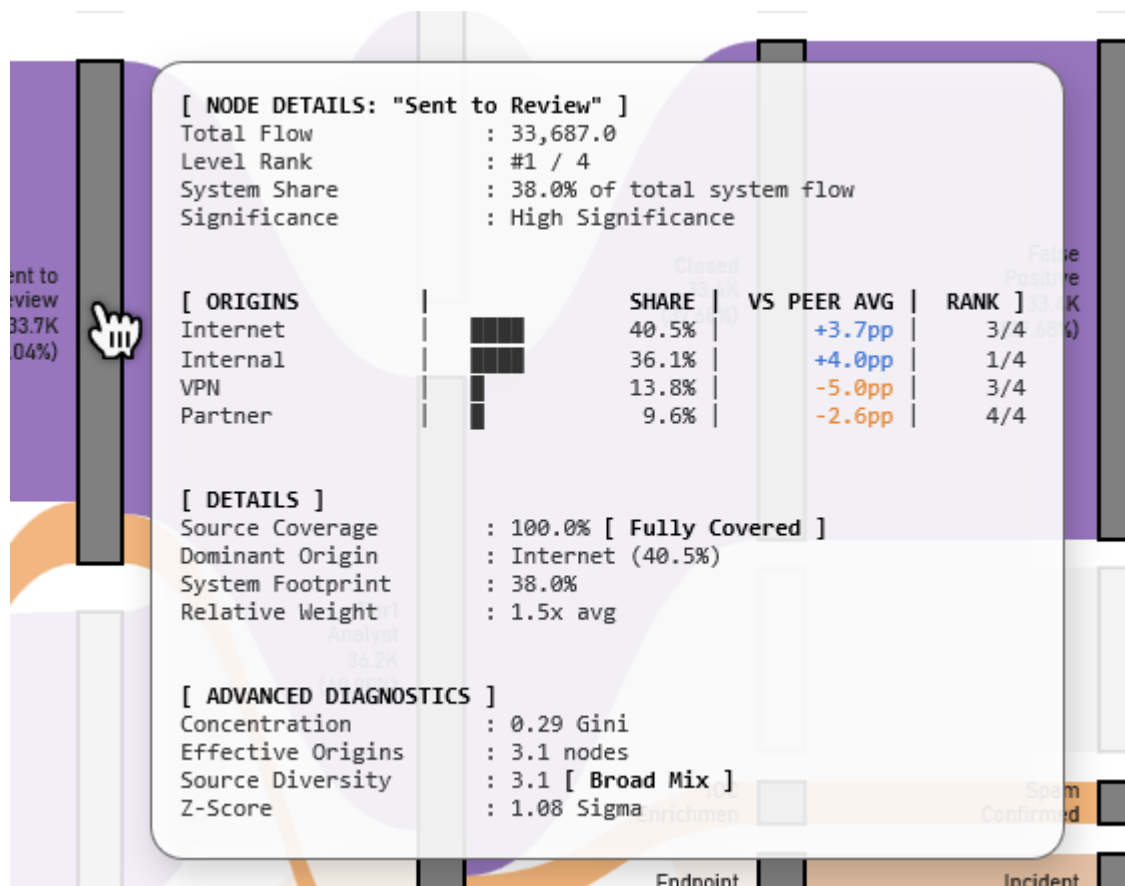 [ NODE DETAILS: "Sent to Review" ]
Total Flow : 33,687.0
Level Rank : #1 / 4
System Share : 38.0% of total system flow
Significance : High Significance
ent to
eview
33.7K
.04%)
Closed
False
Positive
[ ORIGINS | SHARE | VS PEER AVG | RANK ]
Internet | 40.5% | +3.7pp | 3/4
Internal | 36.1% | +4.0pp | 1/4
VPN | 13.8% | -5.0pp | 3/4
Partner | 9.6% | -2.6pp | 4/4
[ DETAILS ]
Source Coverage : 100.0% [ Fully Covered ]
Dominant Origin : Internet (40.5%)
System Footprint : 38.0%
Relative Weight : 1.5x avg
Analyst
36.2K
[ ADVANCED DIAGNOSTICS ]
Concentration : 0.29 Gini
Effective Origins : 3.1 nodes
Source Diversity : 3.1 [ Broad Mix ]
Z-Score : 1.08 Sigma
Enrichmen
Spam
Confirmed
Endpoint
Incident